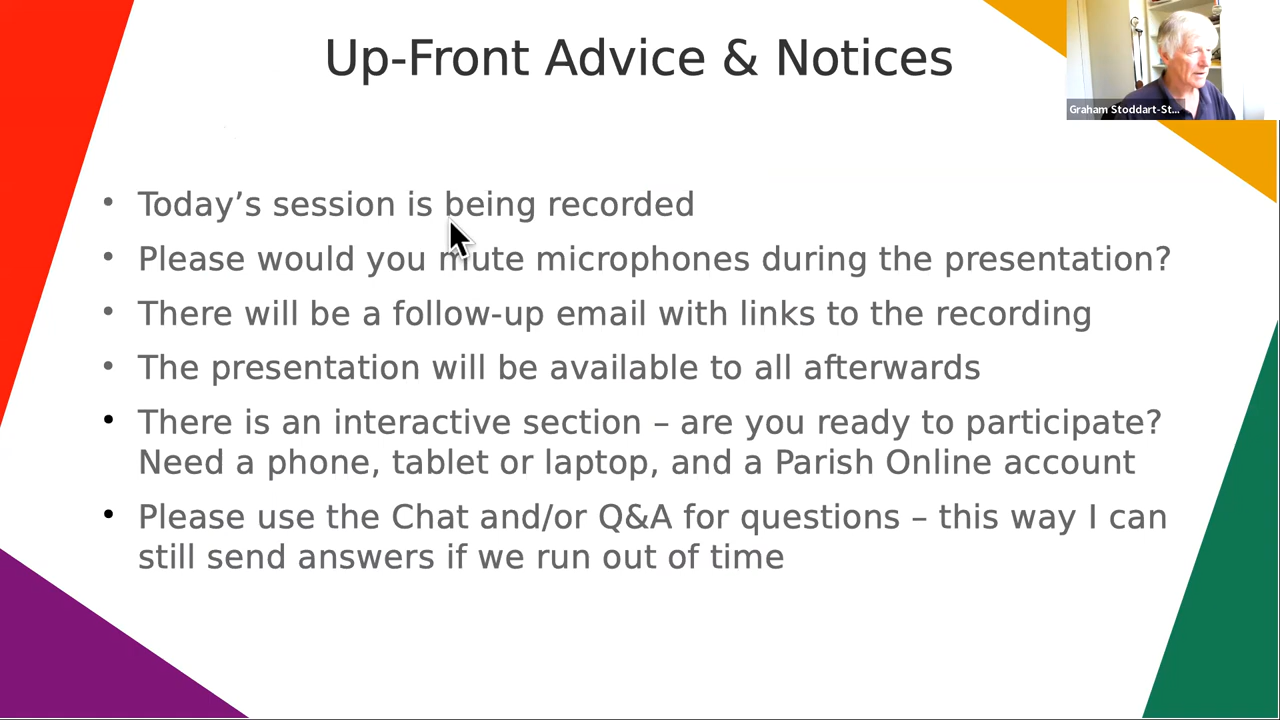 Up-Front Advice & Notices
Graham Stoddart-St...
• Today’s session is being recorded
• Please would you mute microphones during the presentation?
• There will be a follow-up email with links to the recording
• The presentation will be available to all afterwards
• There is an interactive section – are you ready to participate?
Need a phone, tablet or laptop, and a Parish Online account
• Please use the Chat and/or Q&A for questions – this way I can
still send answers if we run out of time